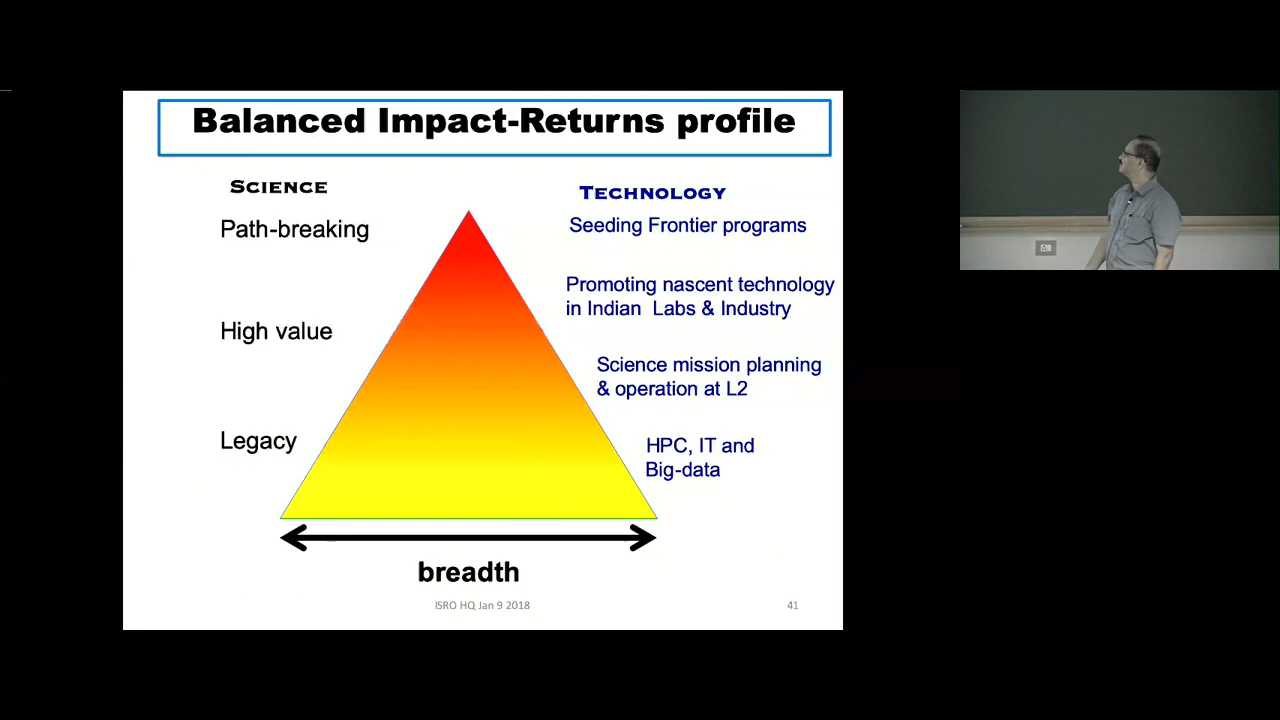 Balanced Impact-Returns profile
SCIENCE
Path-breaking
High value
Legacy
TECHNOLOGY
Seeding Frontier programs
Promoting nascent technology
in Indian Labs & Industry
Science mission planning
& operation at L2
HPC, IT and
Big-data
breadth
ISRO HQ Jan 9 2018
41